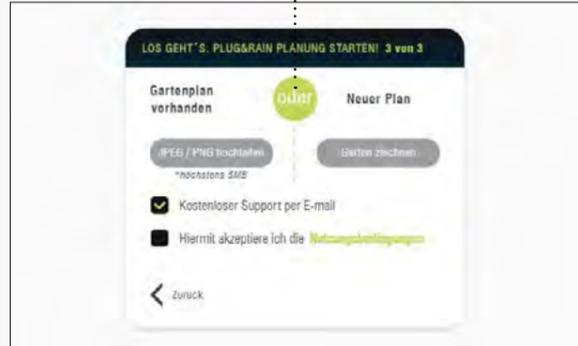 LOS GEHT´S. PLUG&RAIN PLANUNG STARTEN! 3 von 3
Gartenplan
vorhanden
oder
Neuer Plan
JPEG / PNG hochladen
Garten zeichnen
*höchstens 5MB
Kostenloser Support per E-mail
Hiermit akzeptiere ich die Nutzungsbedingungen
Zurück